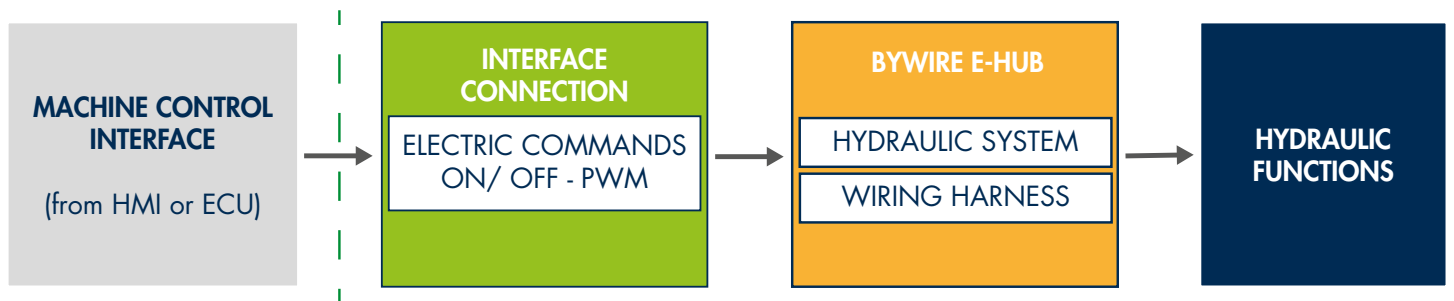 MACHINE CONTROL
INTERFACE
(from HMI or ECU)
INTERFACE
CONNECTION
ELECTRIC COMMANDS
ON/ OFF - PWM
BYWIRE E-HUB
HYDRAULIC SYSTEM
WIRING HARNESS
HYDRAULIC
FUNCTIONS